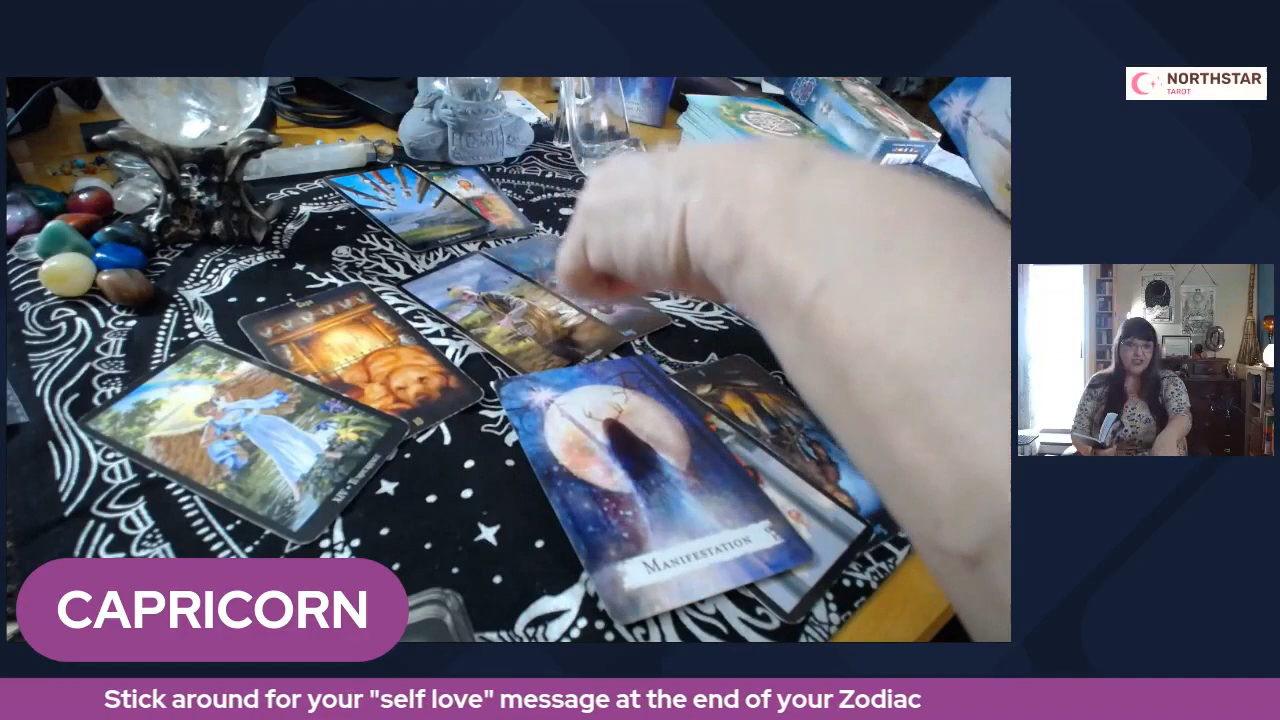 NORTHSTAR
TAROT
MANIFESTATION
CAPRICORN
Stick around for your "self love" message at the end of your Zodiac